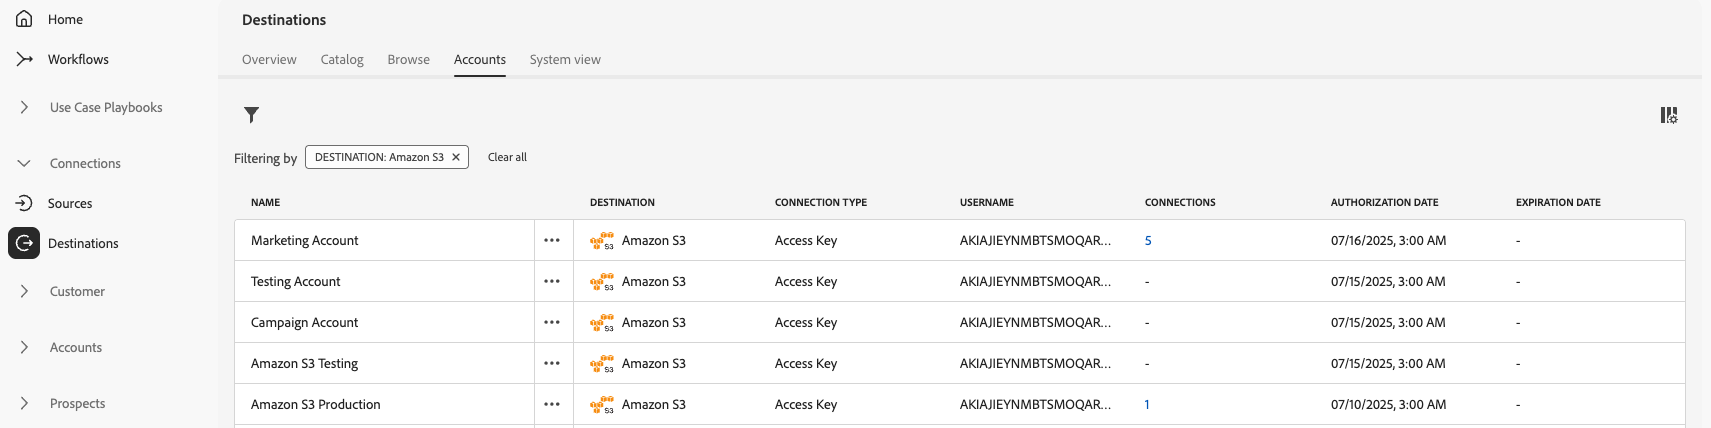 Home
Workflows
Use Case Playbooks
Connections
Sources
Destinations
Customer
Accounts
Prospects
Destinations
Overview Catalog Browse Accounts System view
Filtering by DESTINATION: Amazon S3 Clear all
NAME DESTINATION CONNECTION TYPE USERNAME CONNECTIONS AUTHORIZATION DATE EXPIRATION DATE
Marketing Account ••• S3 Amazon S3 Access Key AKIAJIEYNMBTSMOQAR... 5 07/16/2025, 3:00 AM -
Testing Account ••• S3 Amazon S3 Access Key AKIAJIEYNMBTSMOQAR... - 07/15/2025, 3:00 AM -
Campaign Account ••• S3 Amazon S3 Access Key AKIAJIEYNMBTSMOQAR... - 07/15/2025, 3:00 AM -
Amazon S3 Testing ••• S3 Amazon S3 Access Key AKIAJIEYNMBTSMOQAR... - 07/15/2025, 3:00 AM -
Amazon S3 Production ••• S3 Amazon S3 Access Key AKIAJIEYNMBTSMOQAR... 1 07/10/2025, 3:00 AM -